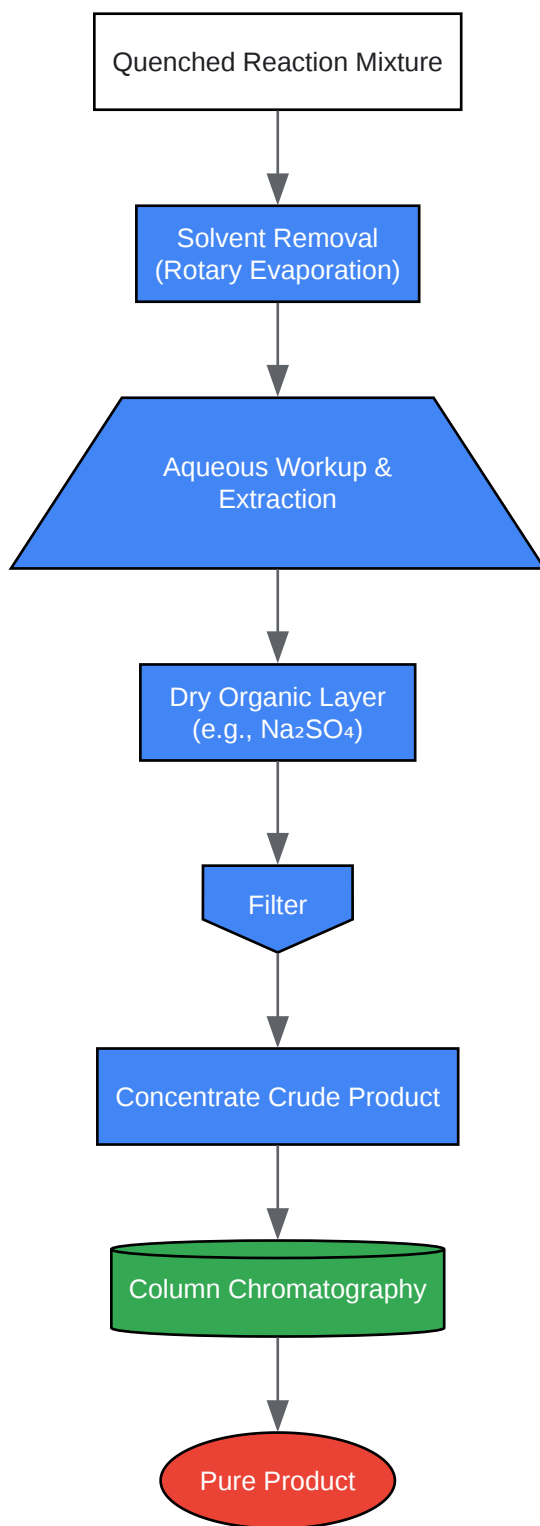 Quenched Reaction Mixture
Solvent Removal
(Rotary Evaporation)
Aqueous Workup &
Extraction
Dry Organic Layer
(e.g., Na₂SO₄)
Filter
Concentrate Crude Product
Column Chromatography
Pure Product